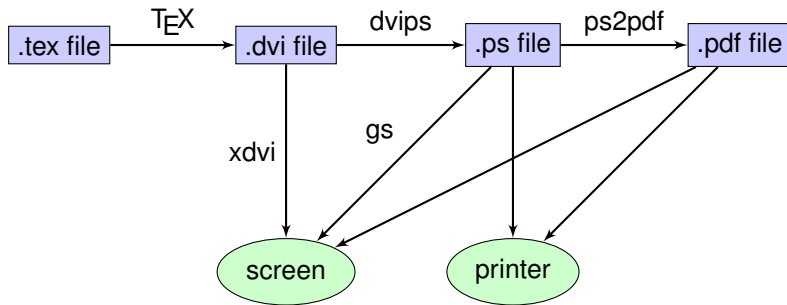 TEX
dvips
ps2pdf
.tex file
.dvi file
.ps file
.pdf file
xdvi
gs
screen
printer